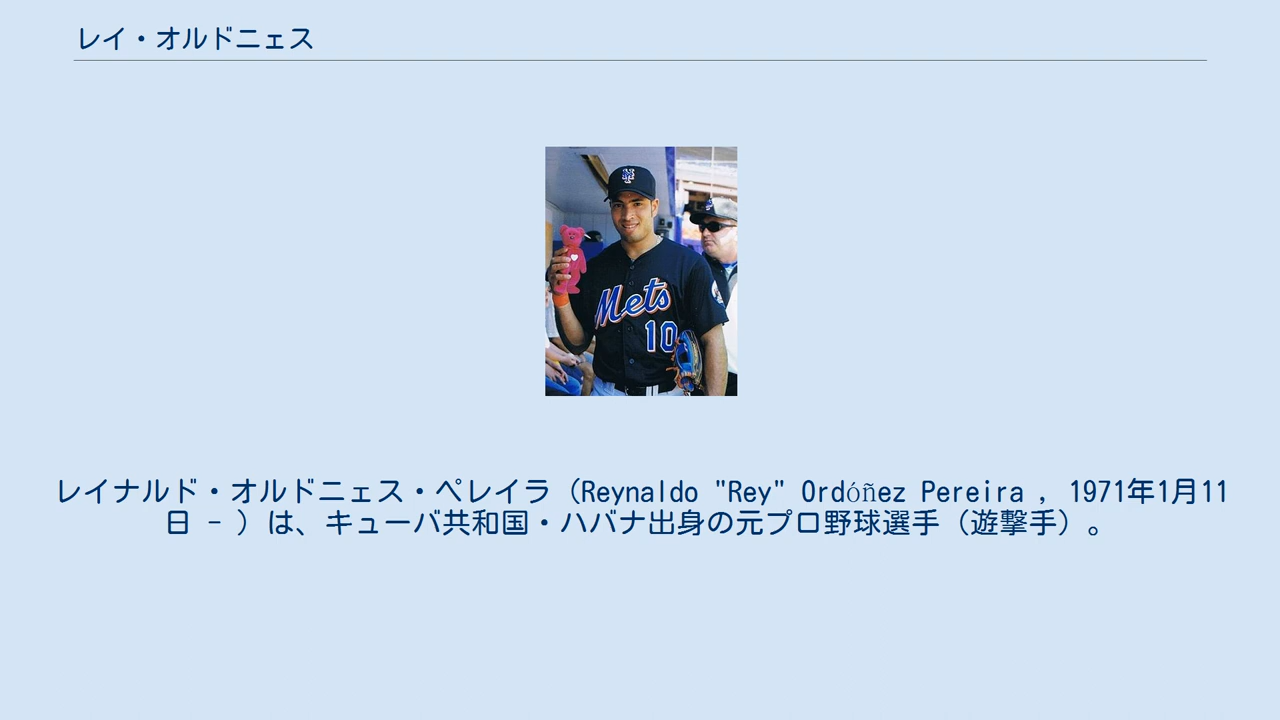 レイ・オルドニェス
Mets
10
レイナルド・オルドニェス・ペレイラ（Reynaldo "Rey" Ordóñez Pereira , 1971年1月11
日 - ）は、キューバ共和国・ハバナ出身の元プロ野球選手（遊撃手）。